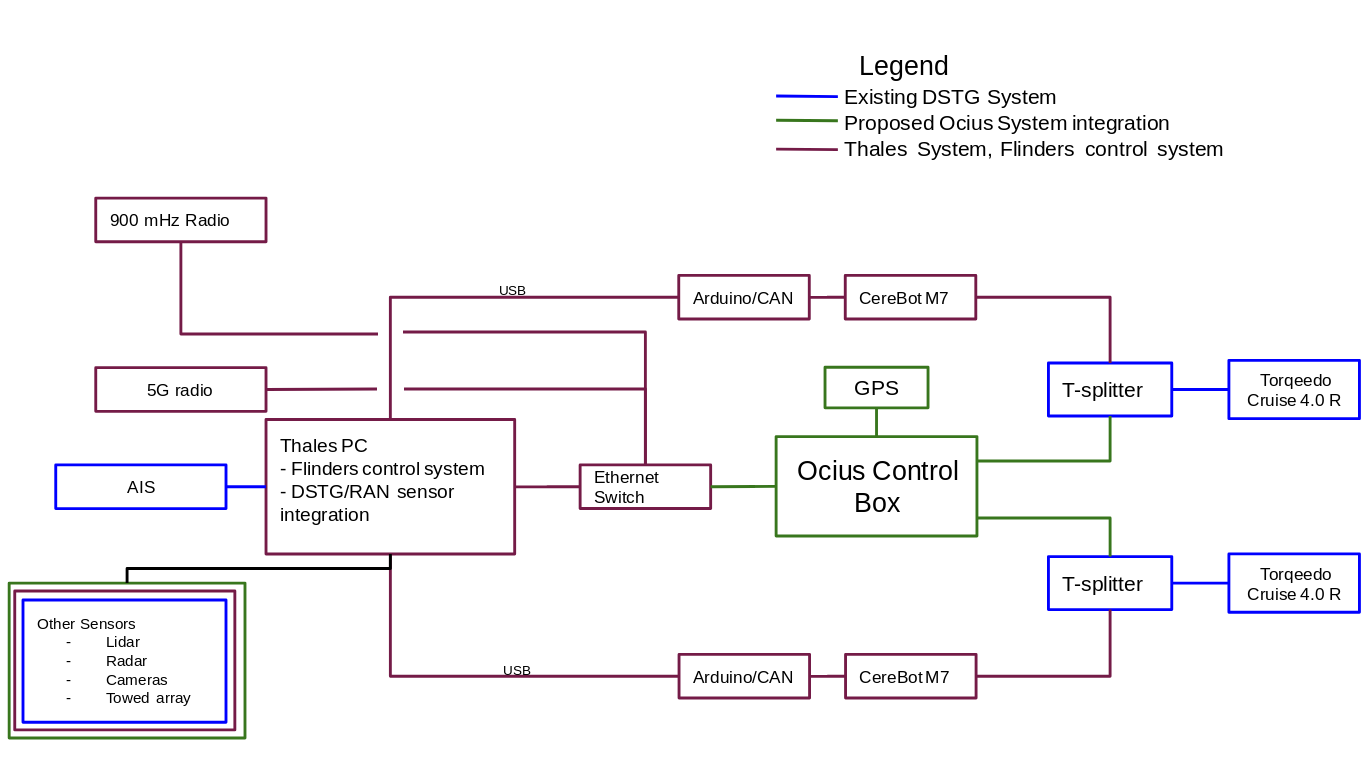 Legend
Existing DSTG System
Proposed Ocius System integration
Thales System, Flinders control system
900 mHz Radio
USB
Arduino/CAN
CereBot M7
5G radio
GPS
T-splitter
Torqeedo
Cruise 4.0 R
Thales PC
- Flinders control system
- DSTG/RAN sensor
integration
AIS
Ethernet
Switch
Ocius Control
Box
T-splitter
Torqeedo
Cruise 4.0 R
Other Sensors
- Lidar
- Radar
- Cameras
- Towed array
USB
Arduino/CAN
CereBot M7